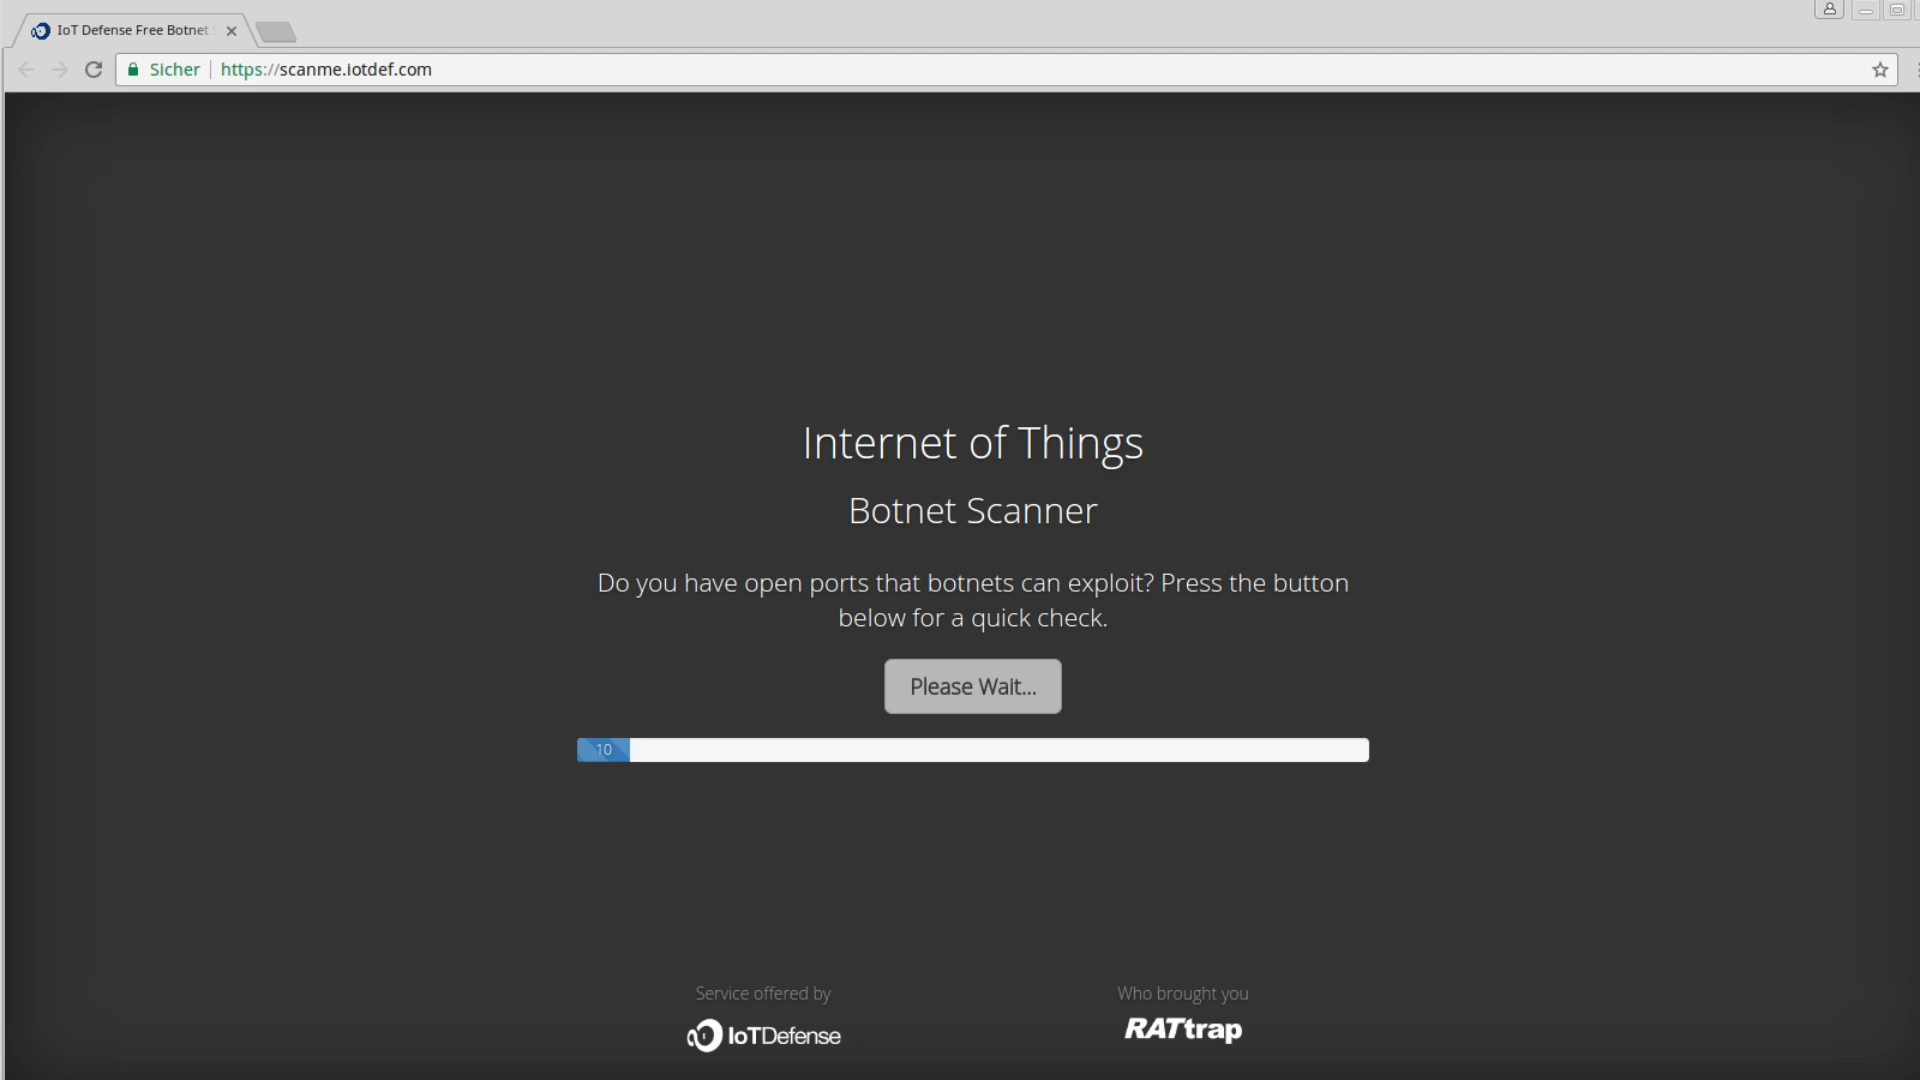 IoT Defense Free Botnet
Sicher
https://scanme.iotdef.com
Internet of Things
Botnet Scanner
Do you have open ports that botnets can exploit? Press the button
below for a quick check.
Please Wait...
10
Service offered by
Who brought you
IoTDefense
RATtrap